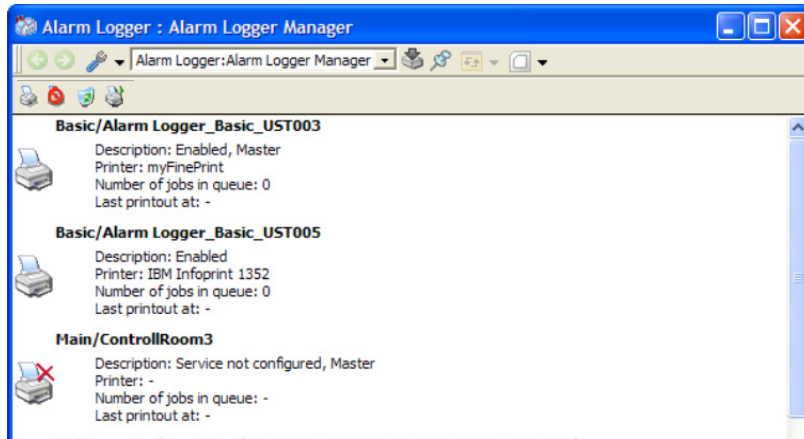 Alarm Logger : Alarm Logger Manager
Alarm Logger:Alarm Logger Manager
Basic/Alarm Logger_Basic_UST003
Description: Enabled, Master
Printer: myFinePrint
Number of jobs in queue: 0
Last printout at: -
Basic/Alarm Logger_Basic_UST005
Description: Enabled
Printer: IBM Infoprint 1352
Number of jobs in queue: 0
Last printout at: -
Main/ControllRoom3
Description: Service not configured, Master
Printer: -
Number of jobs in queue: -
Last printout at: -